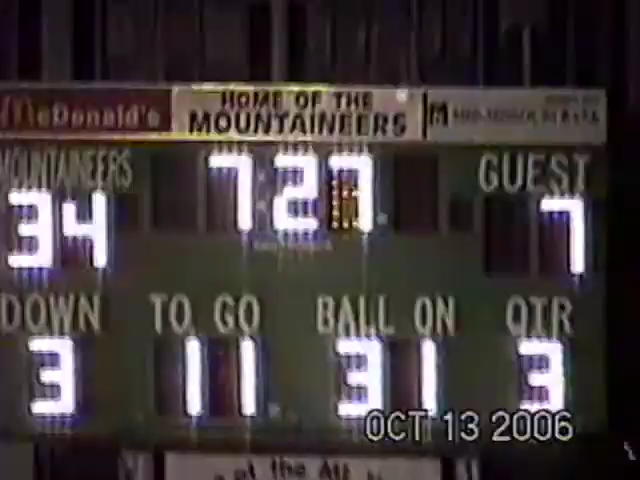 McDonald's
HOME OF THE
MOUNTAINEERS
MOUNTAINEERS
7:27
GUEST
34
7
DOWN TO GO BALL ON QTR
3 11 31 3
OCT 13 2006
at the